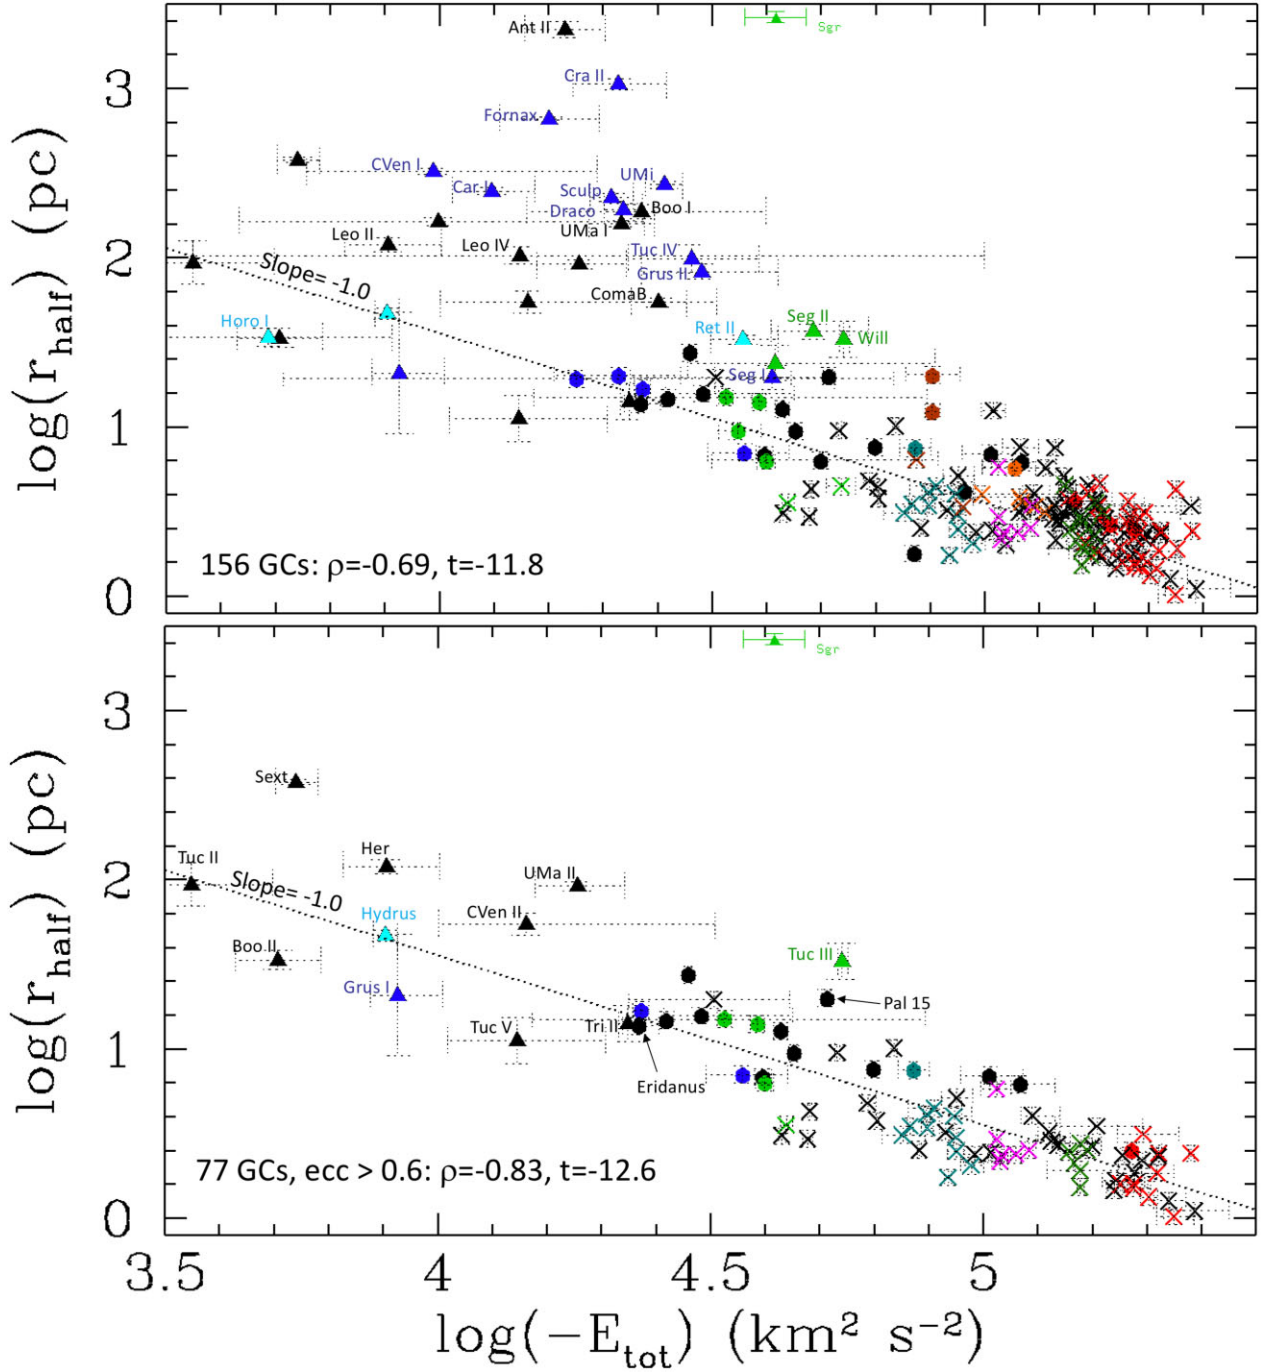 Ant II
Sgr
Cra II
Fornax
CVen I
UMi
Car I
Sculp
Draco
Boo I
UMa I
Leo II
Leo IV
Tuc IV
Grus II
Slope= -1.0
ComaB
Horo I
Ret II
Seg II
Will
Seg I
156 GCs: ρ=-0.69, t=-11.8
log(r_half) (pc)
3
2
1
0
Sgr
Sext
Tuc II
Her
UMa II
Slope= -1.0
CVen II
Hydrus
Boo II
Tuc III
Grus I
Pal 15
Tuc V
Tri II
Eridanus
77 GCs, ecc > 0.6: ρ=-0.83, t=-12.6
log(r_half) (pc)
3
2
1
0
3.5 4 4.5 5
log(−E_tot) (km² s⁻²)